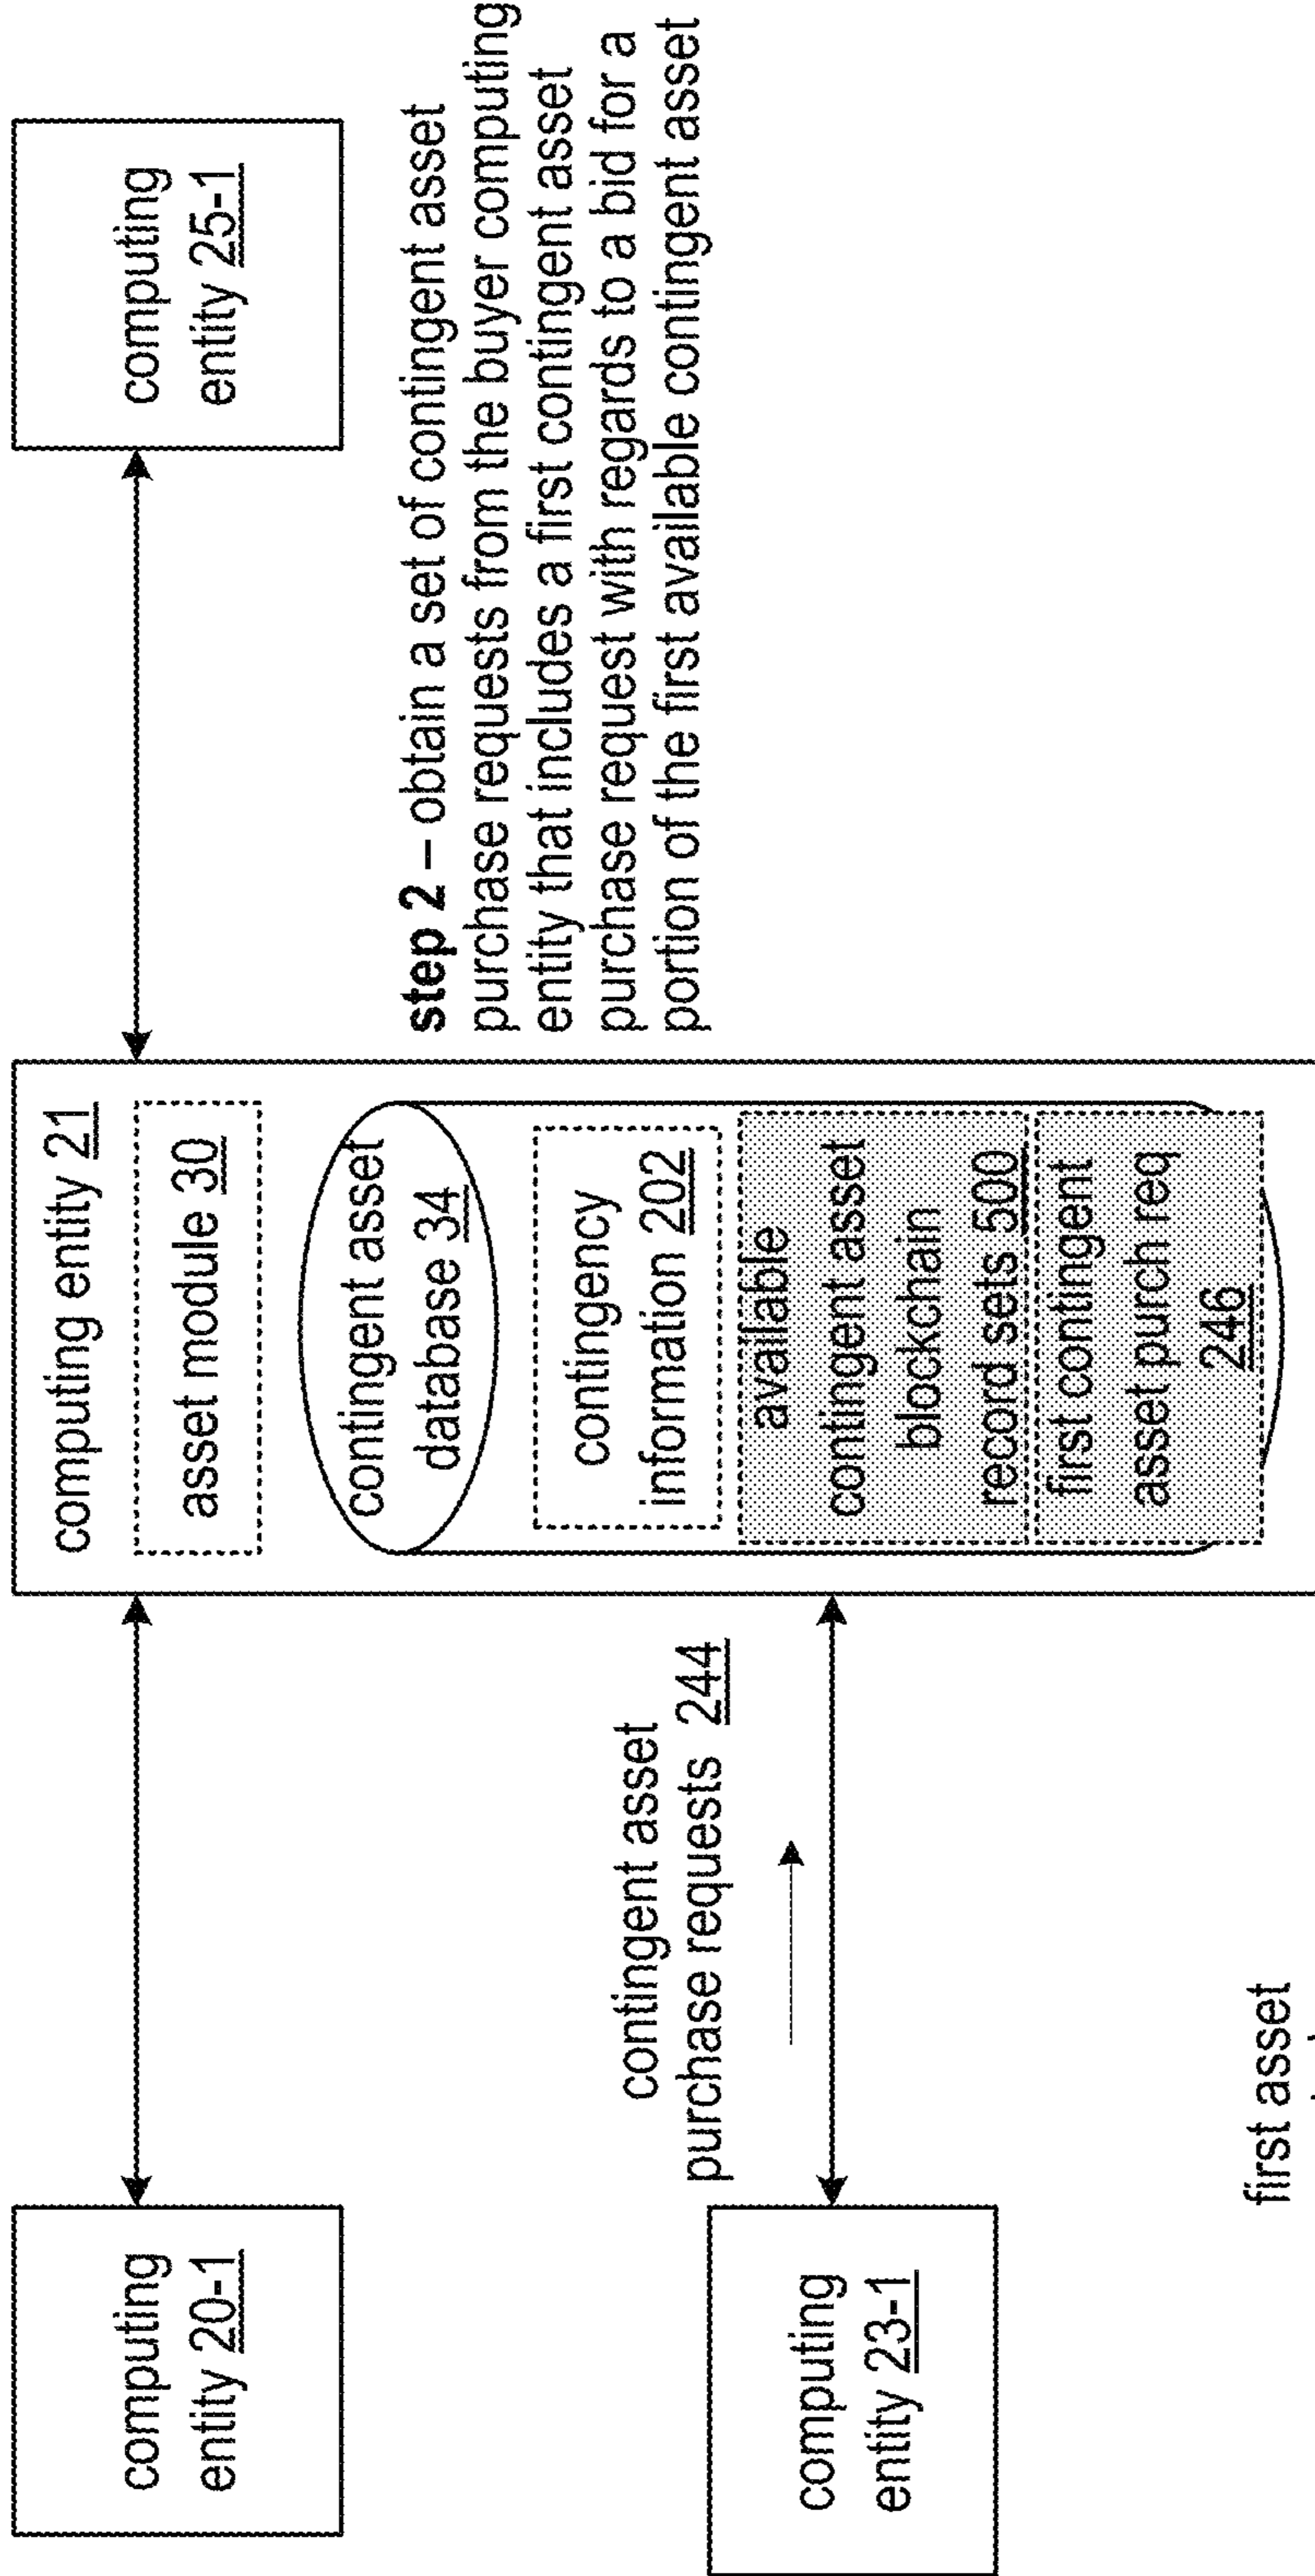 computing
entity 20-1
computing entity 21
asset module 30
contingent asset
database 34
contingency
information 202
available
contingent asset
blockchain
record sets 500
first contingent
asset purch req
246
computing
entity 25-1
contingent asset
purchase requests 244
computing
entity 23-1
step 2 – obtain a set of contingent asset
purchase requests from the buyer computing
entity that includes a first contingent asset
purchase request with regards to a bid for a
portion of the first available contingent asset
first asset